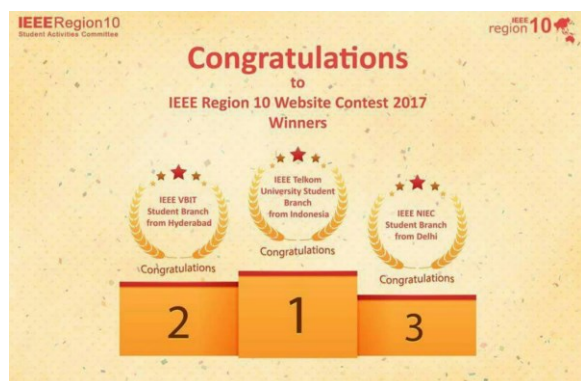 IEEERegion10
Student Activities Committee
IEEE
region 10
Congratulations
to
IEEE Region 10 Website Contest 2017
Winners
IEEE VBIT
Student Branch
from Hyderabad
Congratulations
IEEE Telkom
University Student
Branch
from Indonesia
Congratulations
IEEE NIEC
Student Branch
from Delhi
Congratulations
2
1
3